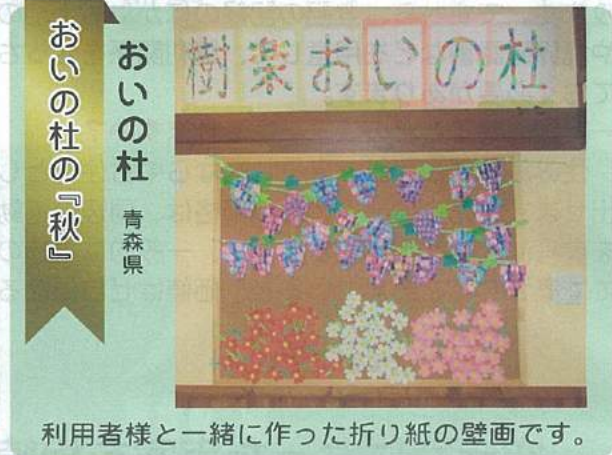 おいの杜の『秋』
おいの杜
青森県
樹楽おいの杜
利用者様と一緒に作った折り紙の壁画です。